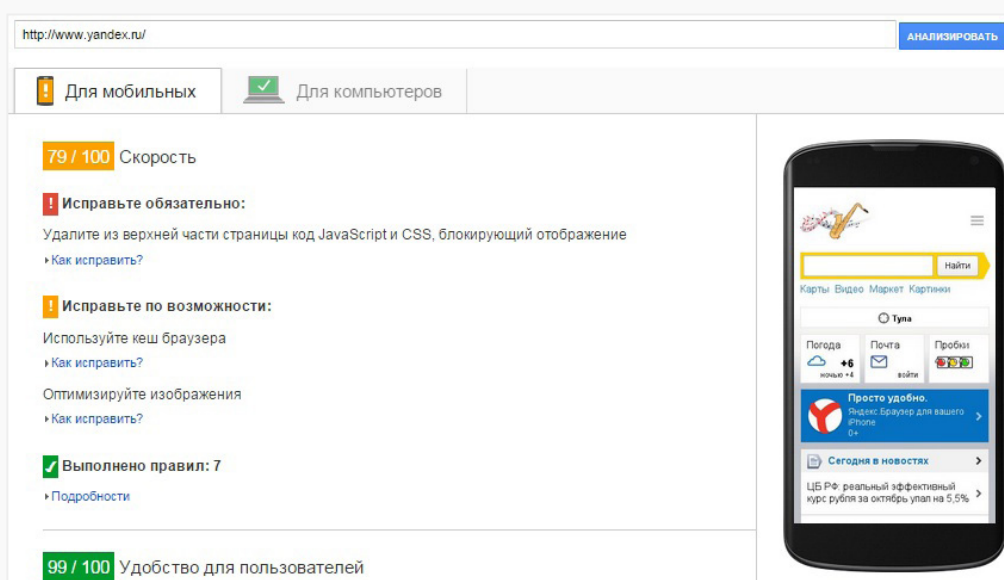 http://www.yandex.ru/
АНАЛИЗИРОВАТЬ
Для мобильных
Для компьютеров
79 / 100 Скорость
! Исправьте обязательно:
Удалите из верхней части страницы код JavaScript и CSS, блокирующий отображение
Как исправить?
! Исправьте по возможности:
Используйте кеш браузера
Как исправить?
Оптимизируйте изображения
Как исправить?
Выполнено правил: 7
Подробности
99 / 100 Удобство для пользователей
Найти
Карты Видео Маркет Картинки
Тула
Погода Почта Пробки
+6
ночью +4 войти
Просто удобно.
Яндекс.Браузер для вашего
iPhone
0+
Сегодня в новостях
ЦБ РФ: реальный эффективный
курс рубля за октябрь упал на 5,5%